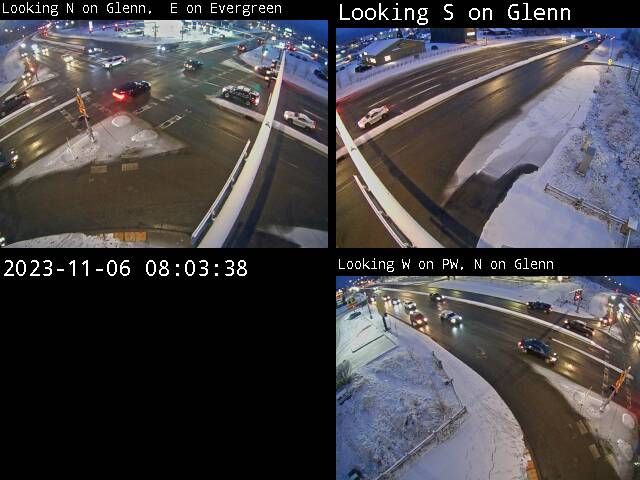 Looking N on Glenn,  E on Evergreen
Looking S on Glenn
2023-11-06 08:03:38
Looking W on PW, N on Glenn